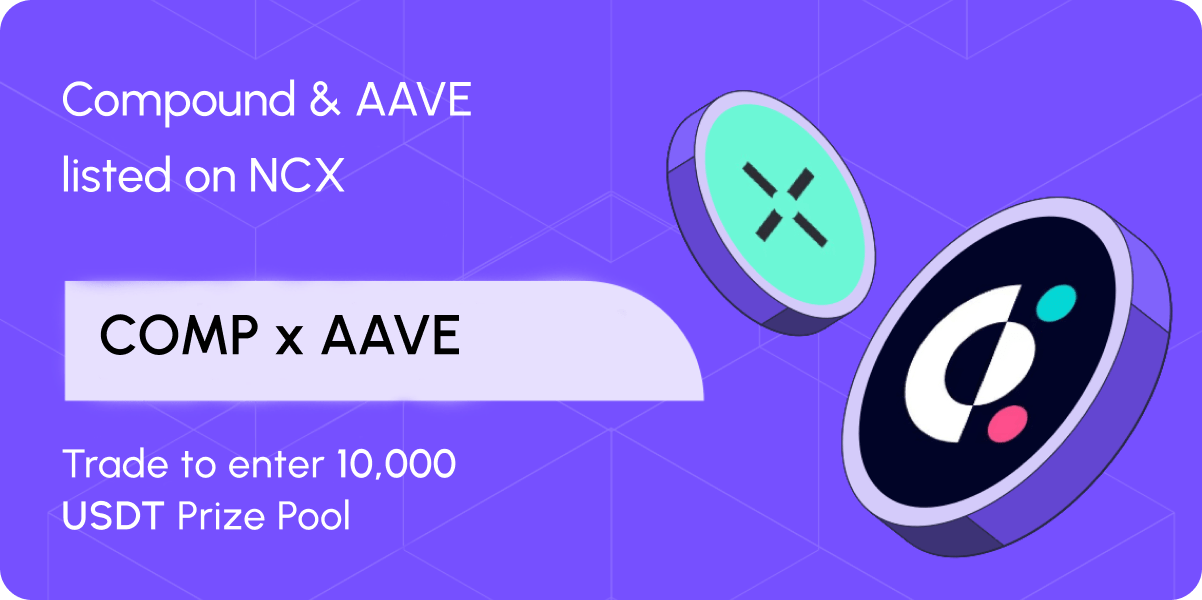 Compound & AAVE
listed on NCX
COMP x AAVE
Trade to enter 10,000
USDT Prize Pool